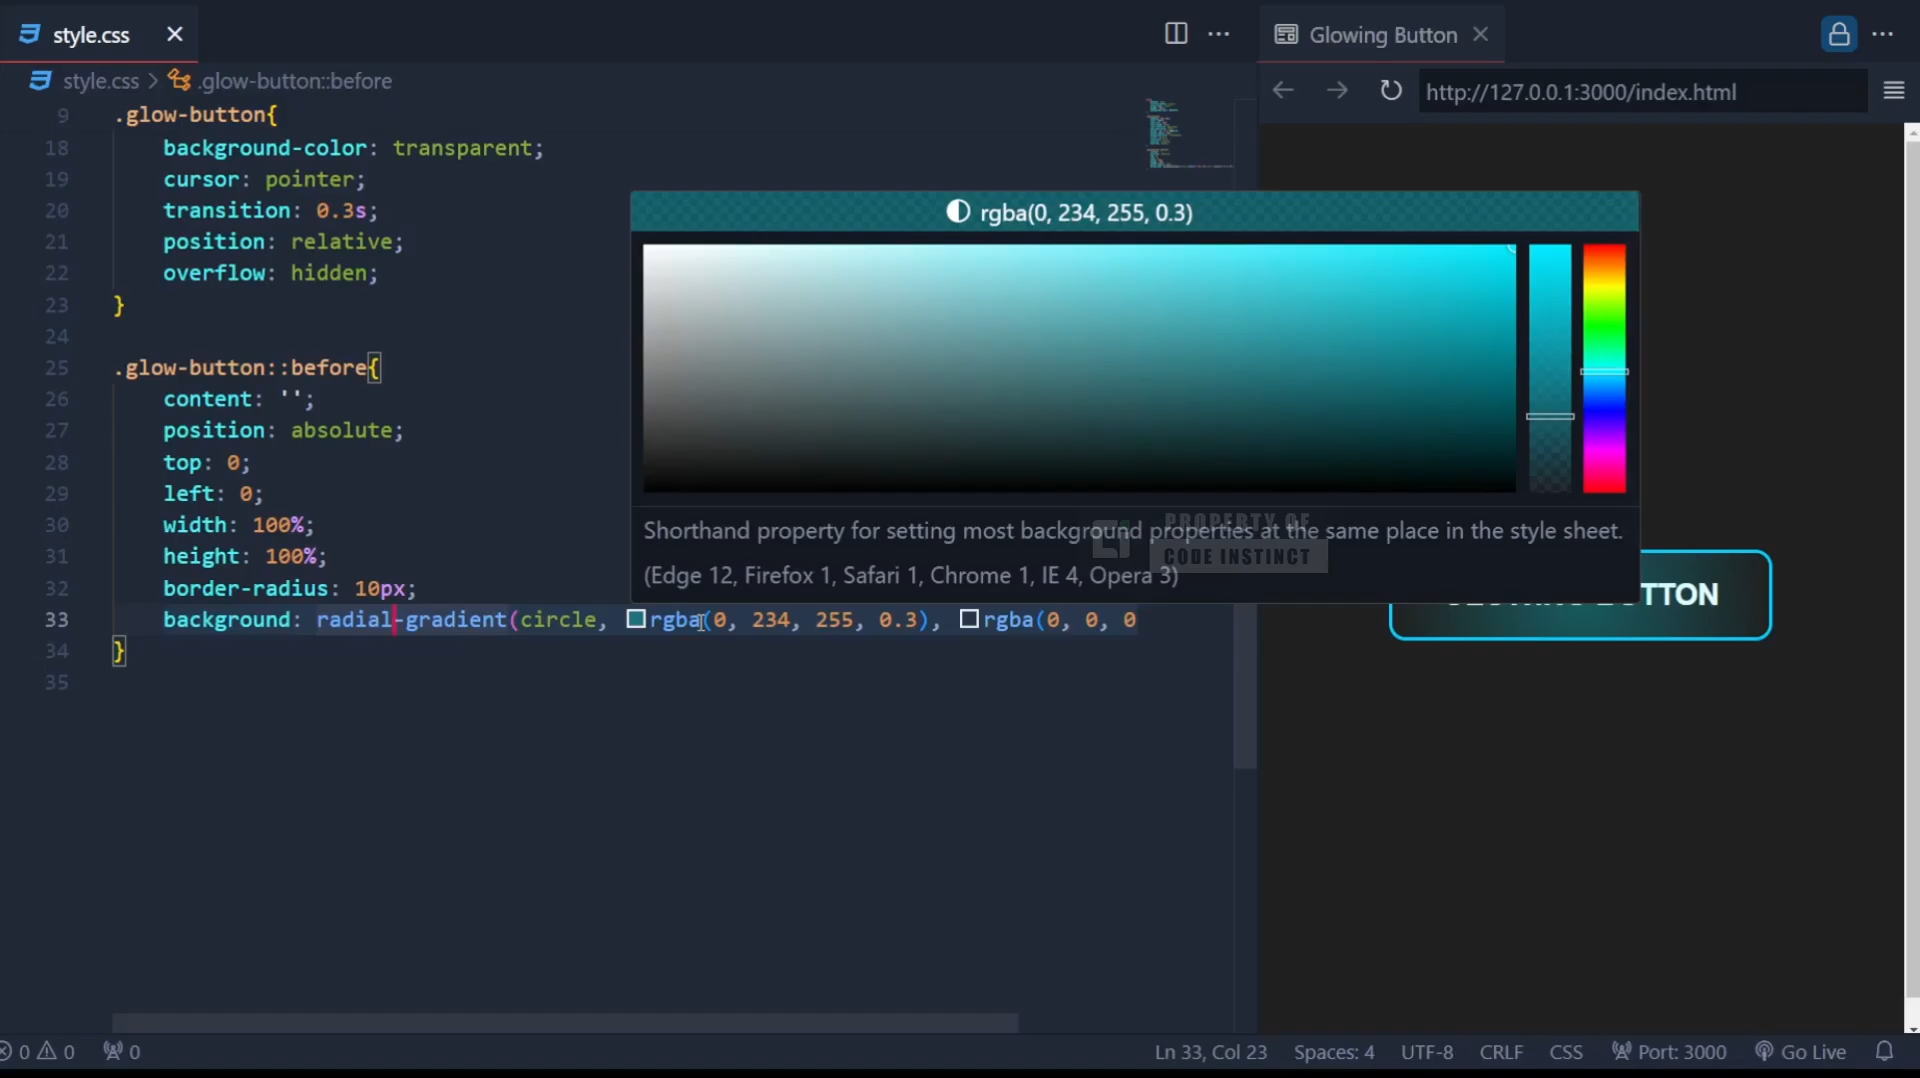 style.css
Glowing Button
style.css > .glow-button::before
http://127.0.0.1:3000/index.html
9 .glow-button{
18 background-color: transparent;
19 cursor: pointer;
20 transition: 0.3s;
21 position: relative;
22 overflow: hidden;
23 }
24
25 .glow-button::before{
26 content: '';
27 position: absolute;
28 top: 0;
29 left: 0;
30 width: 100%;
31 height: 100%;
32 border-radius: 10px;
33 background: radial-gradient(circle, rgba(0, 234, 255, 0.3), rgba(0, 0, 0
34 }
35
rgba(0, 234, 255, 0.3)
Shorthand property for setting most background properties at the same place in the style sheet.
(Edge 12, Firefox 1, Safari 1, Chrome 1, IE 4, Opera 3)
PROPERTY OF
CODE INSTINCT
0 0 0
Ln 33, Col 23 Spaces: 4 UTF-8 CRLF CSS Port: 3000 Go Live